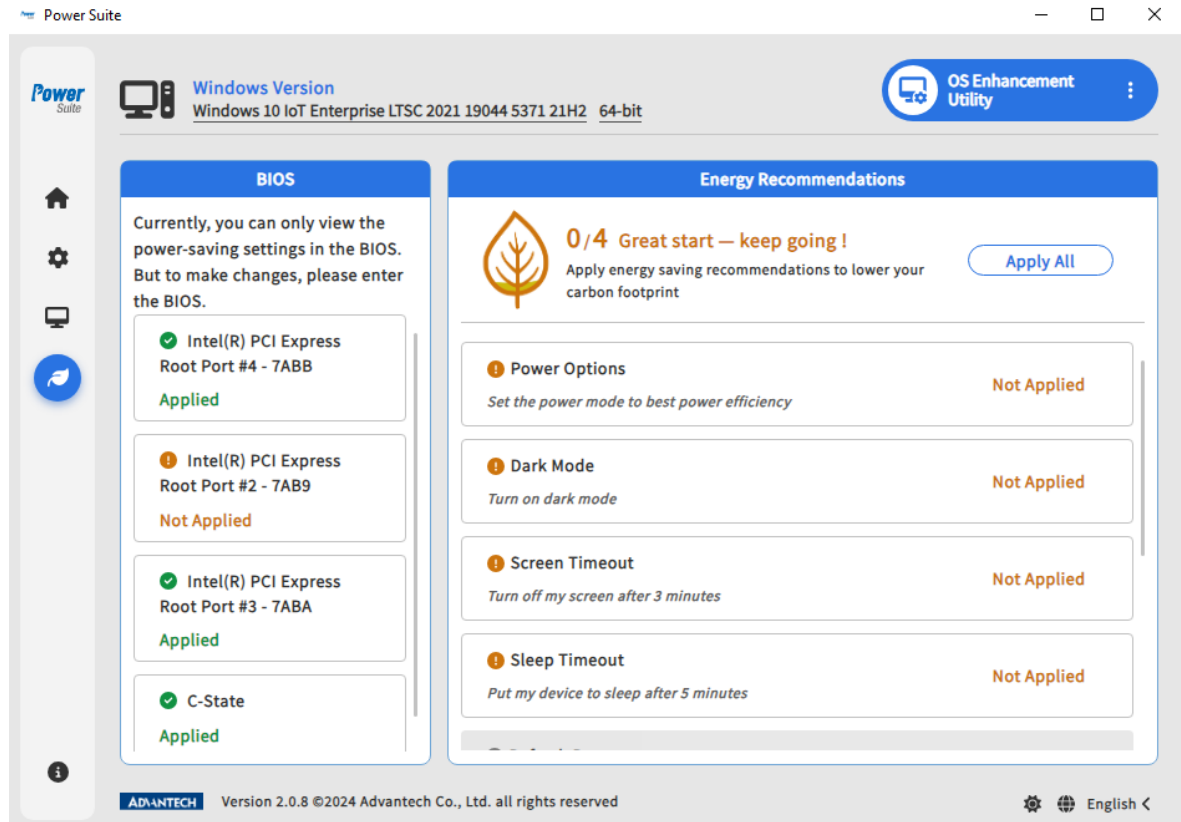 Power Suite
Power
Suite
Windows Version
Windows 10 IoT Enterprise LTSC 2021 19044 5371 21H2 64-bit
OS Enhancement
Utility
BIOS
Currently, you can only view the
power-saving settings in the BIOS.
But to make changes, please enter
the BIOS.
Intel(R) PCI Express
Root Port #4 - 7ABB
Applied
Intel(R) PCI Express
Root Port #2 - 7AB9
Not Applied
Intel(R) PCI Express
Root Port #3 - 7ABA
Applied
C-State
Applied
Energy Recommendations
0/4 Great start — keep going !
Apply energy saving recommendations to lower your
carbon footprint
Apply All
Power Options
Set the power mode to best power efficiency
Not Applied
Dark Mode
Turn on dark mode
Not Applied
Screen Timeout
Turn off my screen after 3 minutes
Not Applied
Sleep Timeout
Put my device to sleep after 5 minutes
Not Applied
ADVANTECH
Version 2.0.8 ©2024 Advantech Co., Ltd. all rights reserved
English